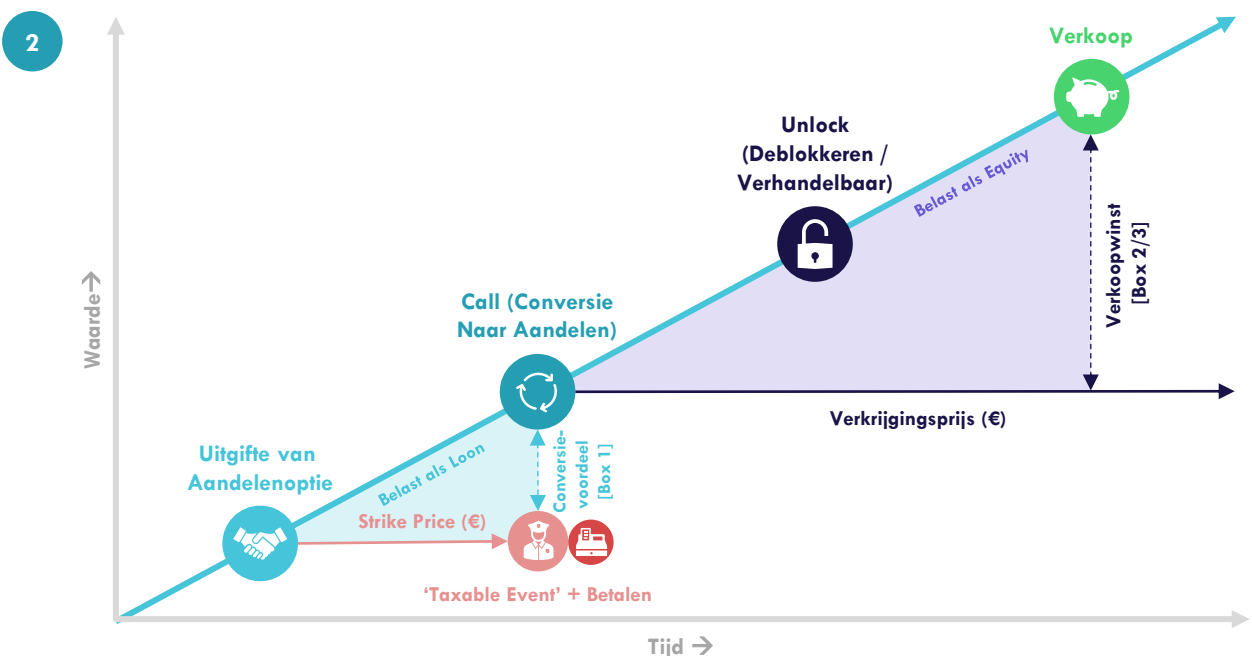 2
Verkoop
Unlock
(Deblokkeren /
Verhandelbaar)
Belast als Equity
Verkoopwinst
[Box 2/3]
Waarde→
Call (Conversie
Naar Aandelen)
Verkrijgingsprijs (€)
Uitgifte van
Aandelenoptie
Belast als Loon
Conversie-
voordeel
[Box 1]
Strike Price (€)
‘Taxable Event’ + Betalen
Tijd →